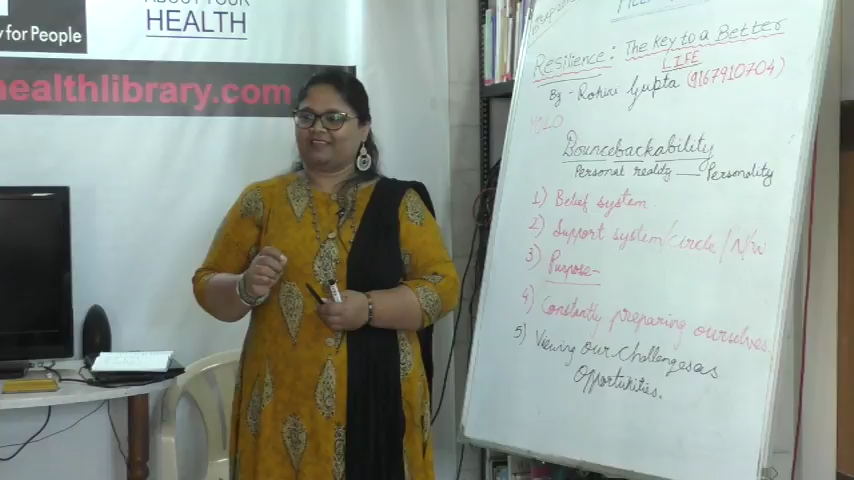 ABOUT YOUR
HEALTH
y for People
healthlibrary.com
Resilience: The Key to a Better
LIFE
By - Rohini Gupta (9167910704)
YOLO
Bouncebackability
Personal reality — Personality
1) Belief system.
2) Support system/circle/N/w
3) Purpose-
4) Constantly preparing ourselves.
5) Viewing our challenges as
Opportunities.